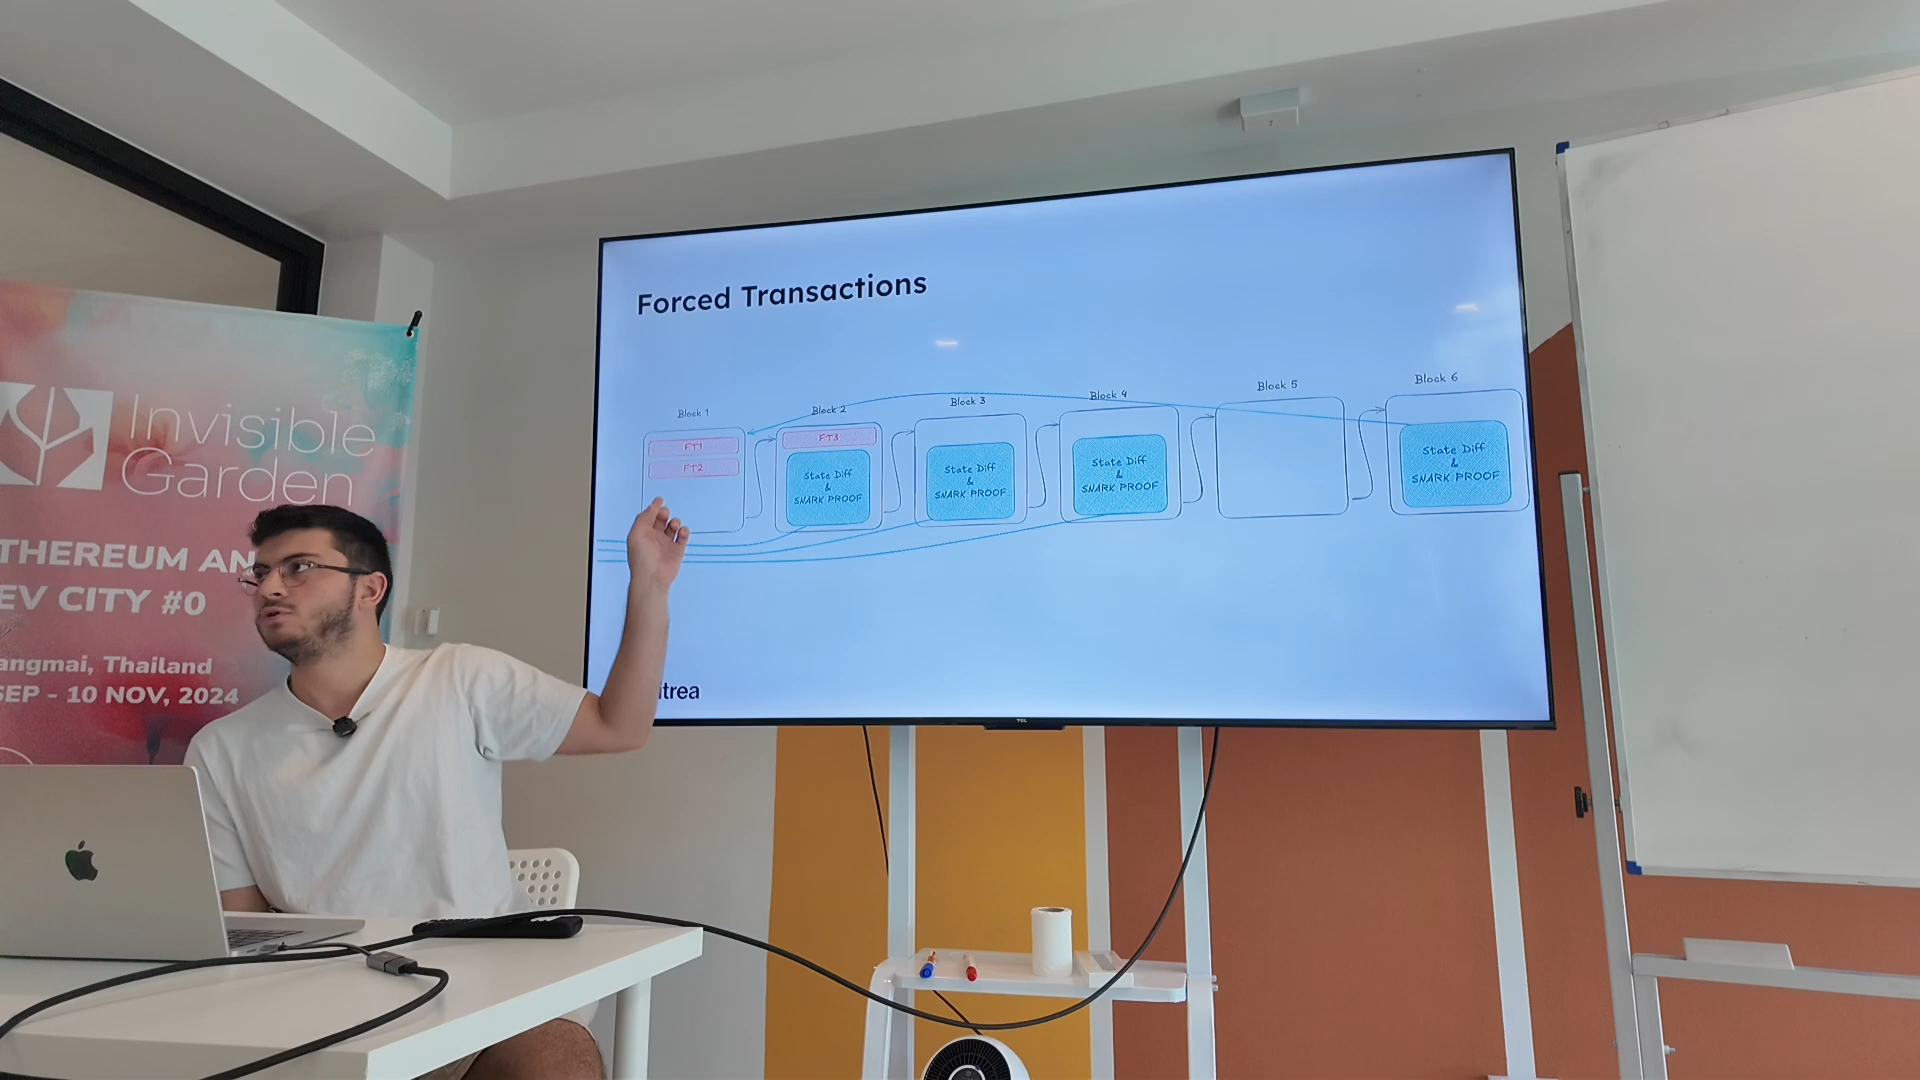 Forced Transactions
Block 1
FT1
FT2
Block 2
FT3
State Diff
&
SNARK PROOF
Block 3
State Diff
&
SNARK PROOF
Block 4
State Diff
&
SNARK PROOF
Block 5
Block 6
State Diff
&
SNARK PROOF
itrea
TCL
Invisible
Garden
THEREUM AN
EV CITY #0
angmai, Thailand
SEP - 10 NOV, 2024